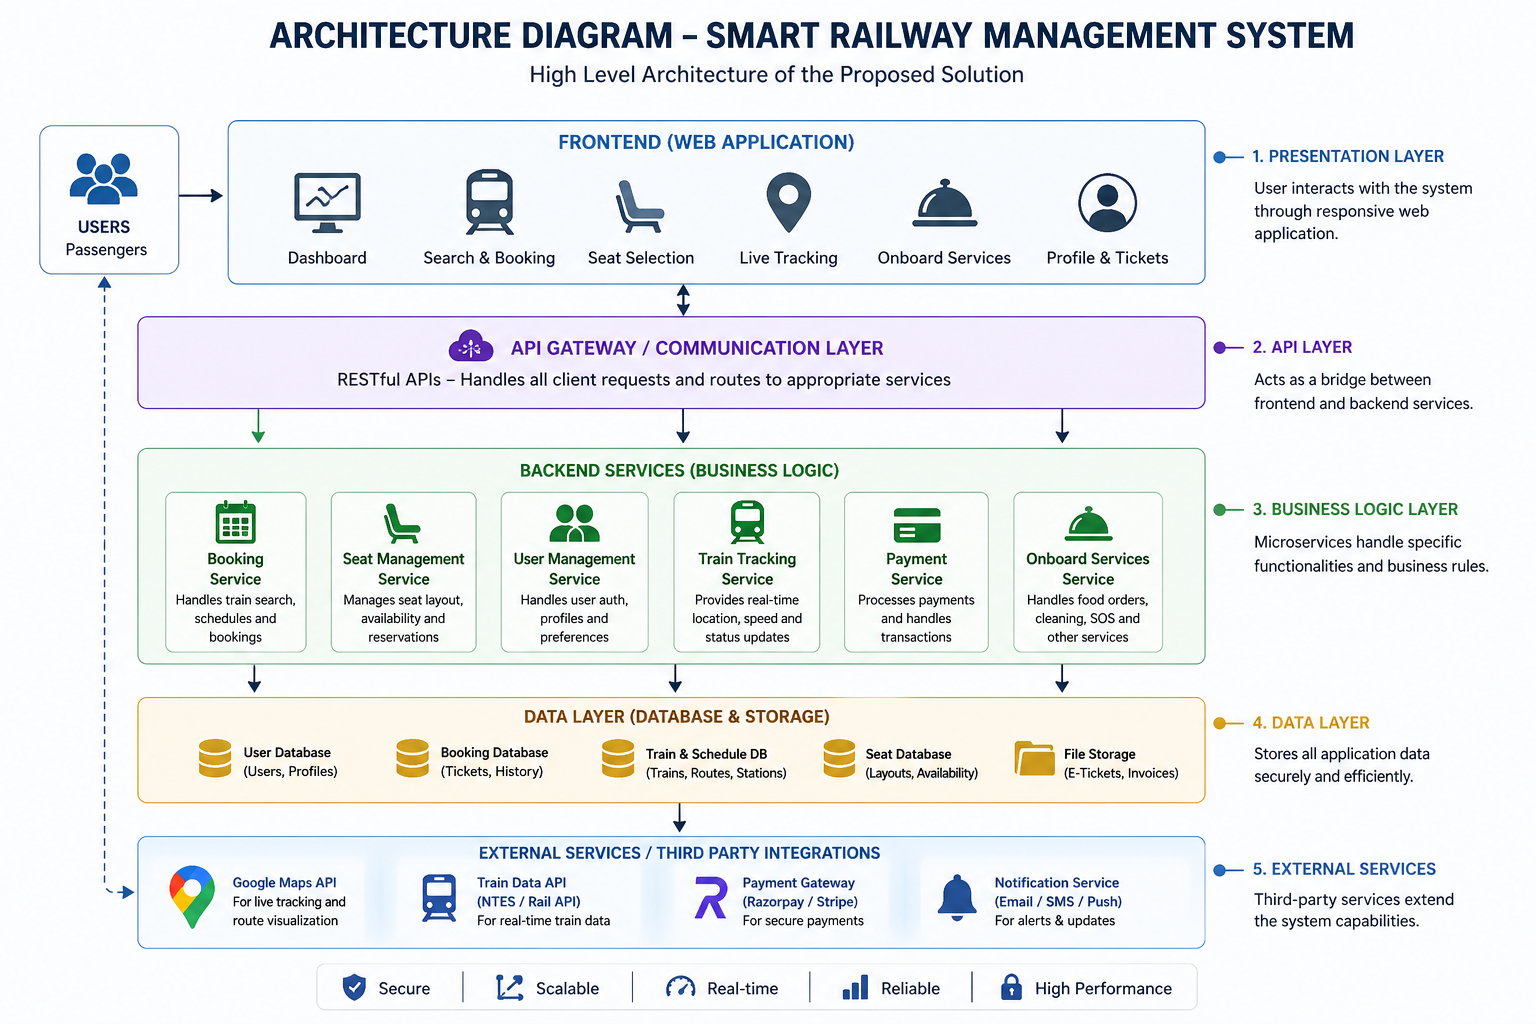 ARCHITECTURE DIAGRAM – SMART RAILWAY MANAGEMENT SYSTEM
High Level Architecture of the Proposed Solution
USERS
Passengers
FRONTEND (WEB APPLICATION)
Dashboard
Search & Booking
Seat Selection
Live Tracking
Onboard Services
Profile & Tickets
1. PRESENTATION LAYER
User interacts with the system
through responsive web
application.
API GATEWAY / COMMUNICATION LAYER
RESTful APIs – Handles all client requests and routes to appropriate services
2. API LAYER
Acts as a bridge between
frontend and backend services.
BACKEND SERVICES (BUSINESS LOGIC)
Booking
Service
Handles train search,
schedules and
bookings
Seat Management
Service
Manages seat layout,
availability and
reservations
User Management
Service
Handles user auth,
profiles and
preferences
Train Tracking
Service
Provides real-time
location, speed and
status updates
Payment
Service
Processes payments
and handles
transactions
Onboard Services
Service
Handles food orders,
cleaning, SOS and
other services
3. BUSINESS LOGIC LAYER
Microservices handle specific
functionalities and business rules.
DATA LAYER (DATABASE & STORAGE)
User Database
(Users, Profiles)
Booking Database
(Tickets, History)
Train & Schedule DB
(Trains, Routes, Stations)
Seat Database
(Layouts, Availability)
File Storage
(E-Tickets, Invoices)
4. DATA LAYER
Stores all application data
securely and efficiently.
EXTERNAL SERVICES / THIRD PARTY INTEGRATIONS
Google Maps API
For live tracking and
route visualization
Train Data API
(NTES / Rail API)
For real-time train data
Payment Gateway
(Razorpay / Stripe)
For secure payments
Notification Service
(Email / SMS / Push)
For alerts & updates
5. EXTERNAL SERVICES
Third-party services extend
the system capabilities.
Secure
Scalable
Real-time
Reliable
High Performance